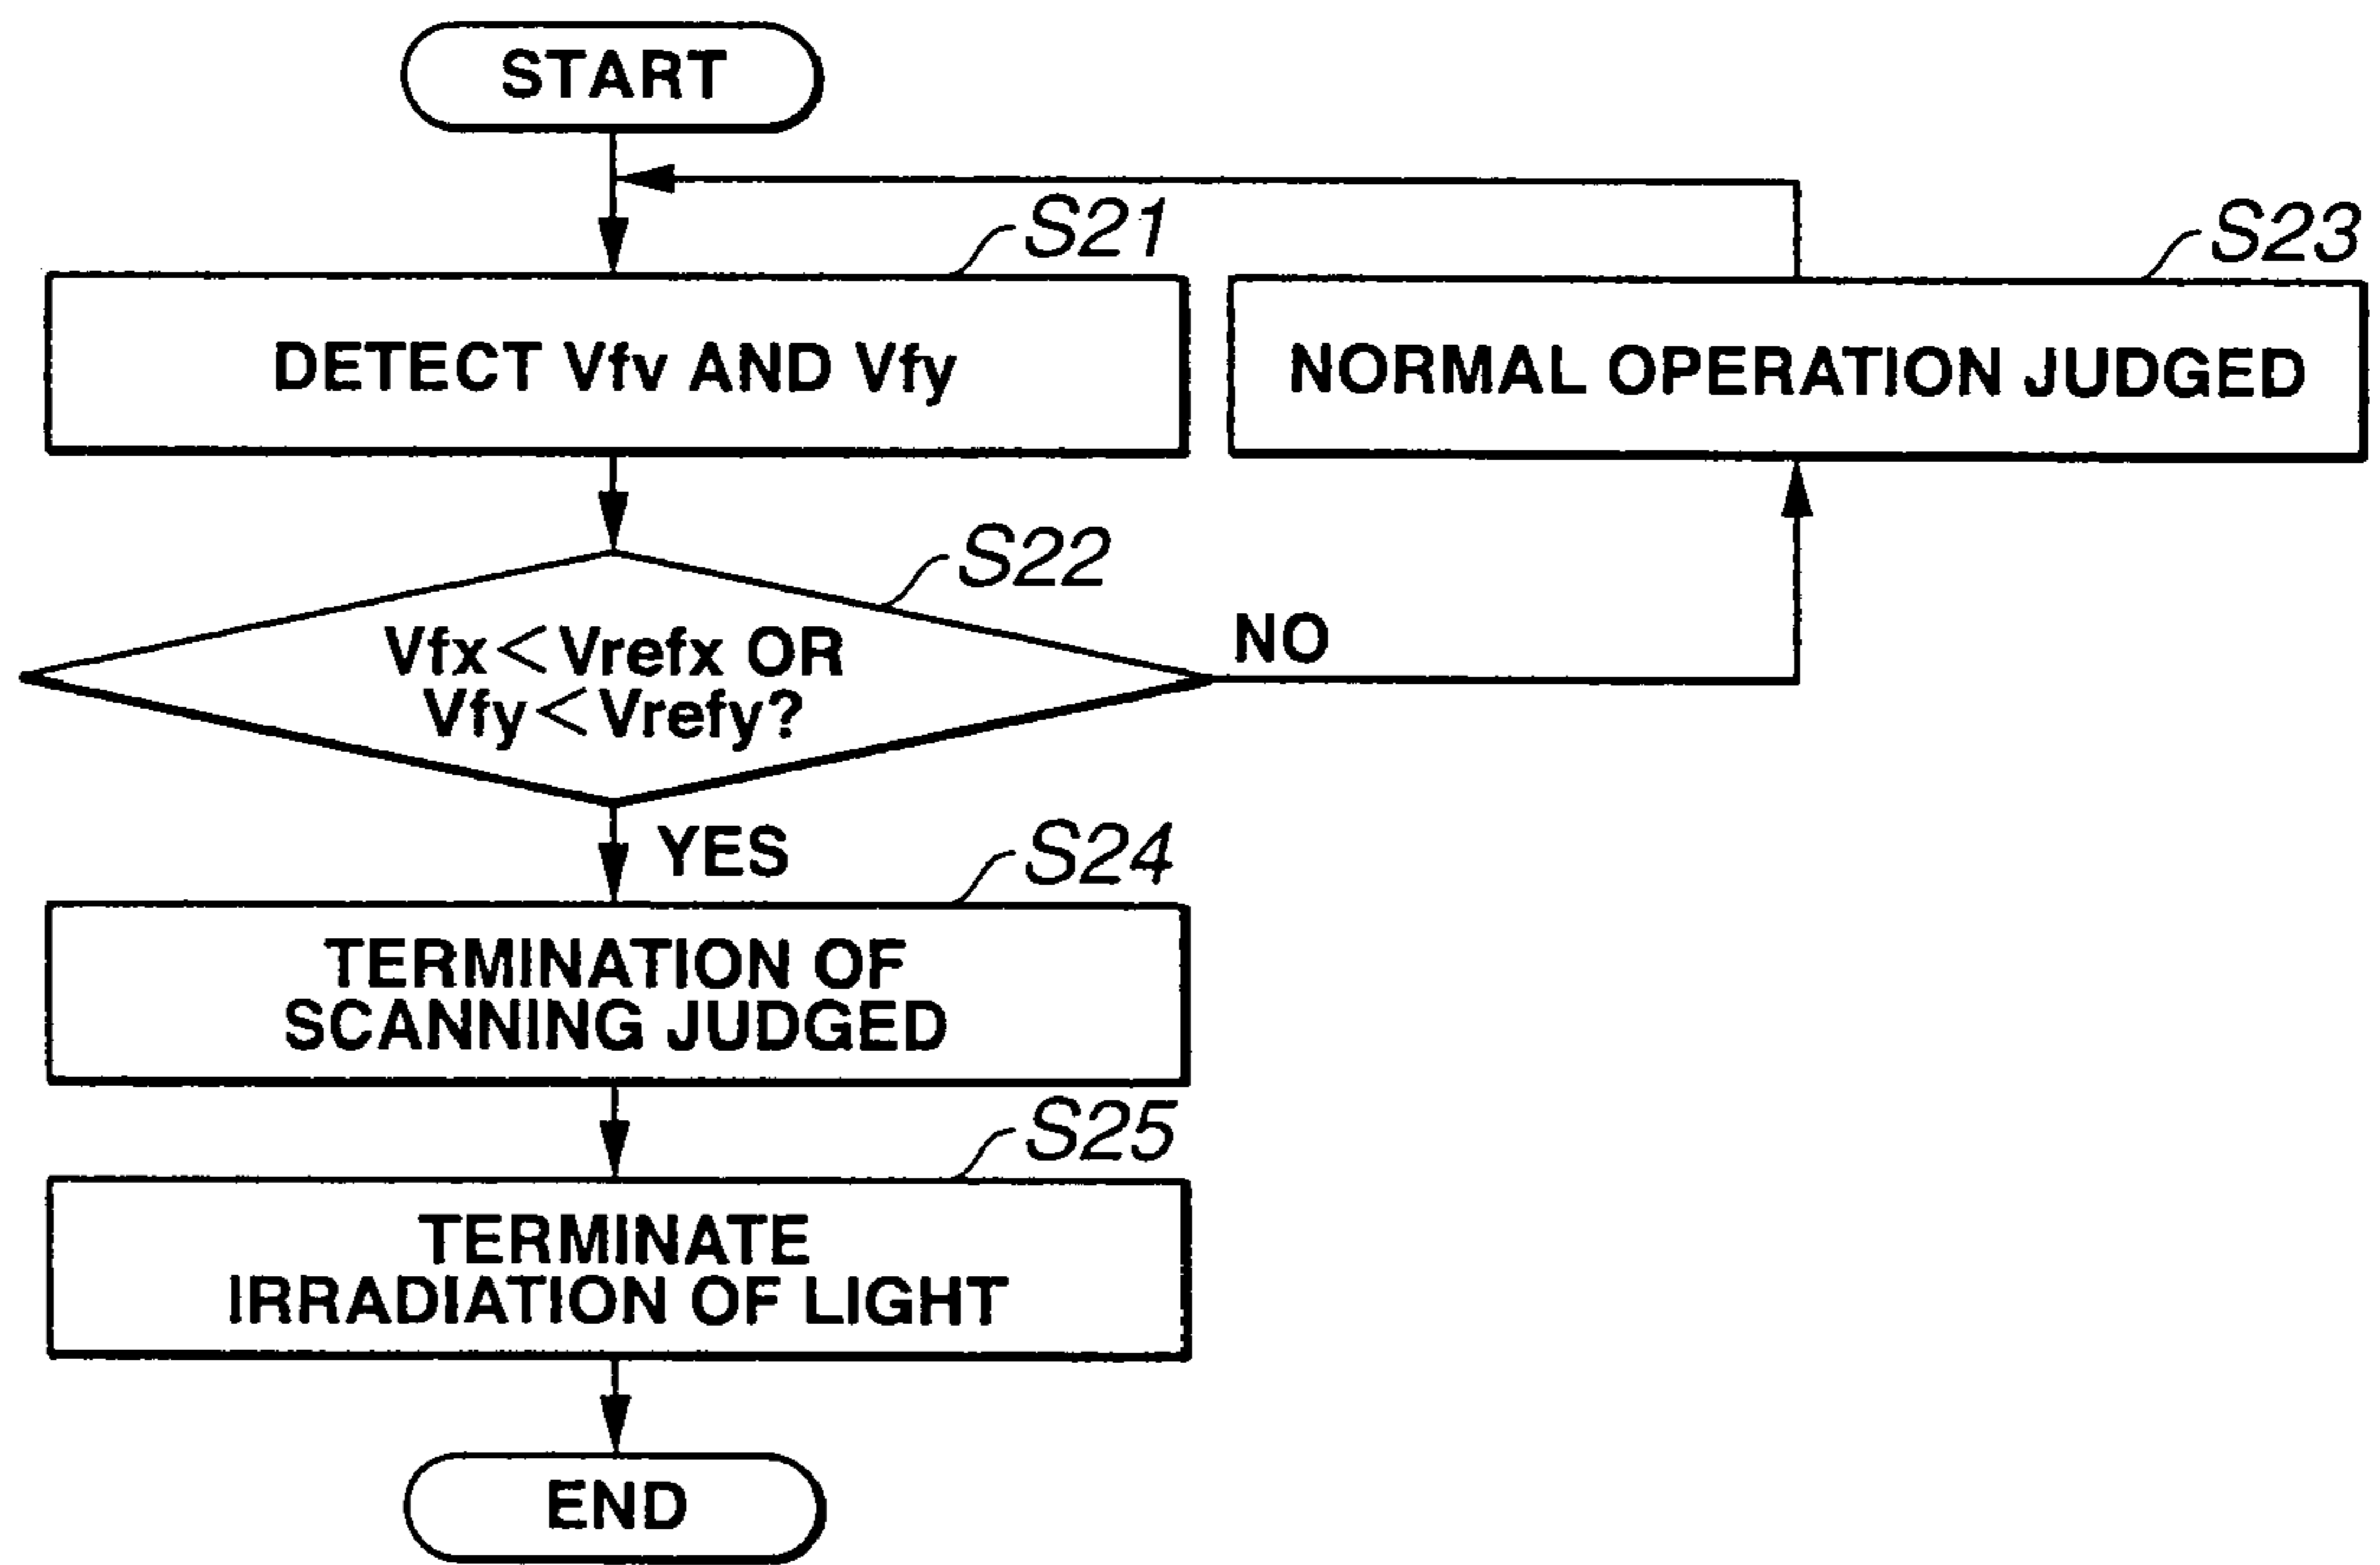 START
S21
DETECT Vfv AND Vfy
S23
NORMAL OPERATION JUDGED
S22
Vfx<Vrefx OR
Vfy<Vrefy?
NO
YES
S24
TERMINATION OF
SCANNING JUDGED
S25
TERMINATE
IRRADIATION OF LIGHT
END